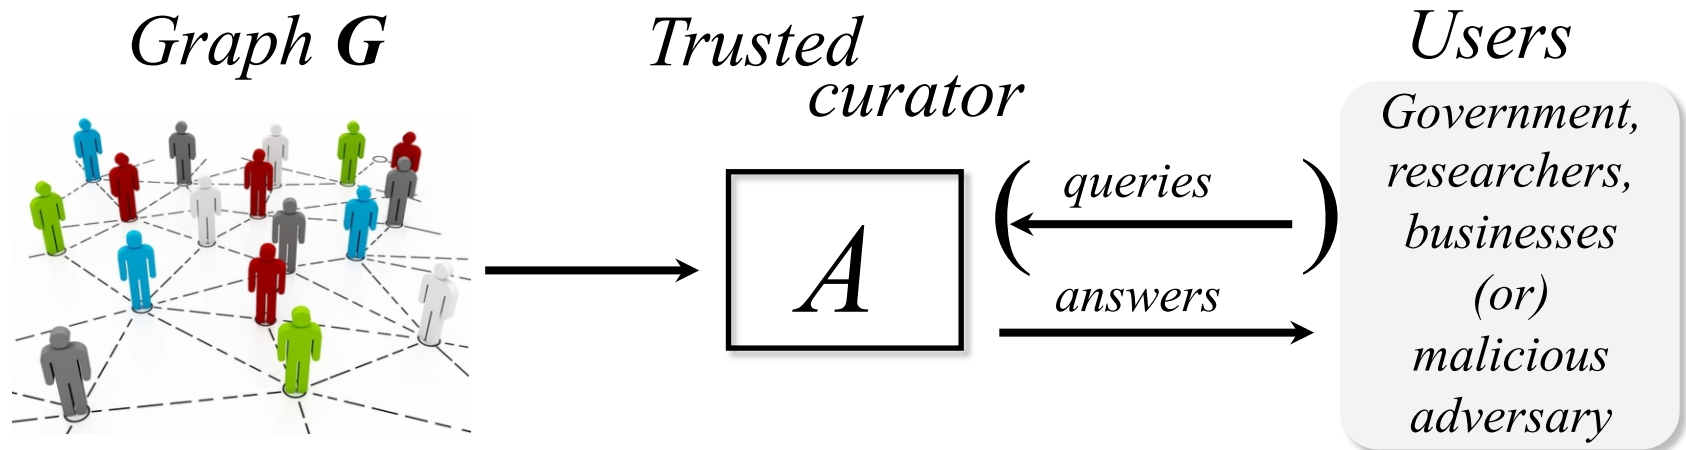 Graph G
Trusted
curator
A
( queries )
answers
Users
Government,
researchers,
businesses
(or)
malicious
adversary